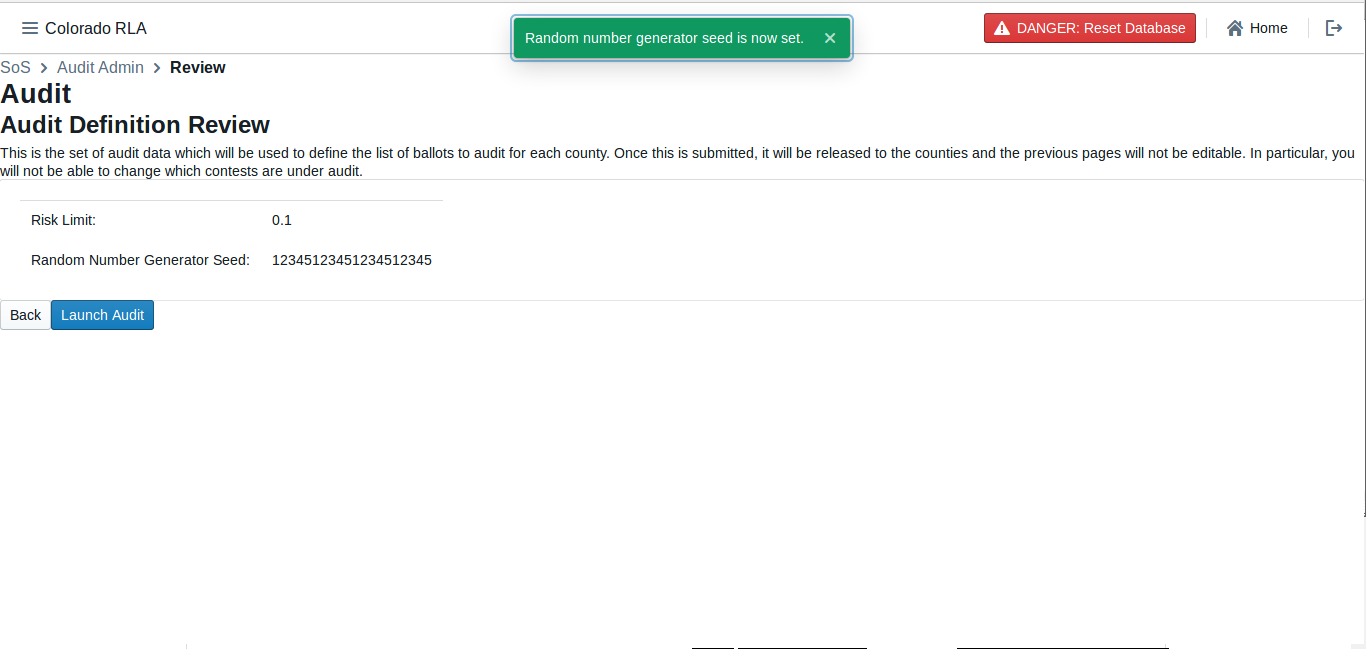 Colorado RLA
Random number generator seed is now set.
DANGER: Reset Database
Home
SoS > Audit Admin > Review
Audit
Audit Definition Review
This is the set of audit data which will be used to define the list of ballots to audit for each county. Once this is submitted, it will be released to the counties and the previous pages will not be editable. In particular, you
will not be able to change which contests are under audit.
Risk Limit: 0.1
Random Number Generator Seed: 12345123451234512345
Back Launch Audit